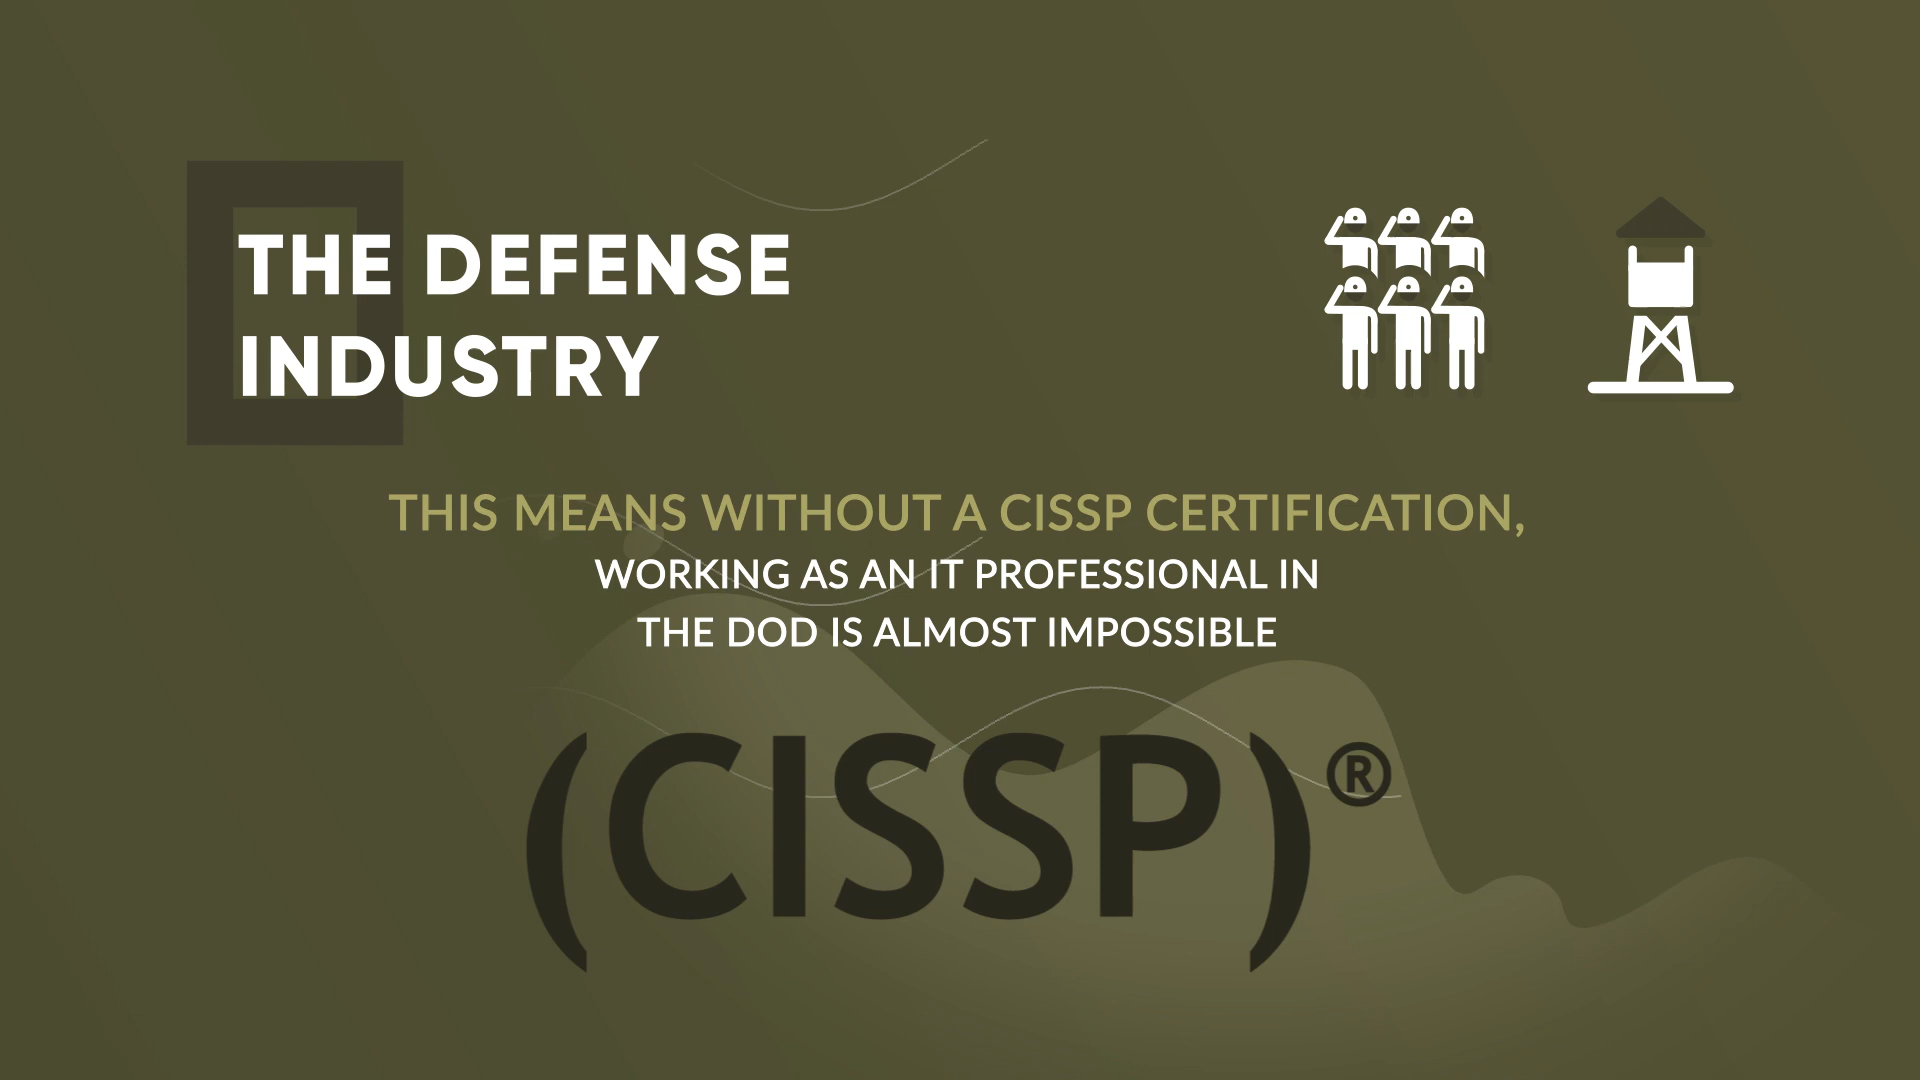 THE DEFENSE
INDUSTRY
THIS MEANS WITHOUT A CISSP CERTIFICATION,
WORKING AS AN IT PROFESSIONAL IN
THE DOD IS ALMOST IMPOSSIBLE
(CISSP)®